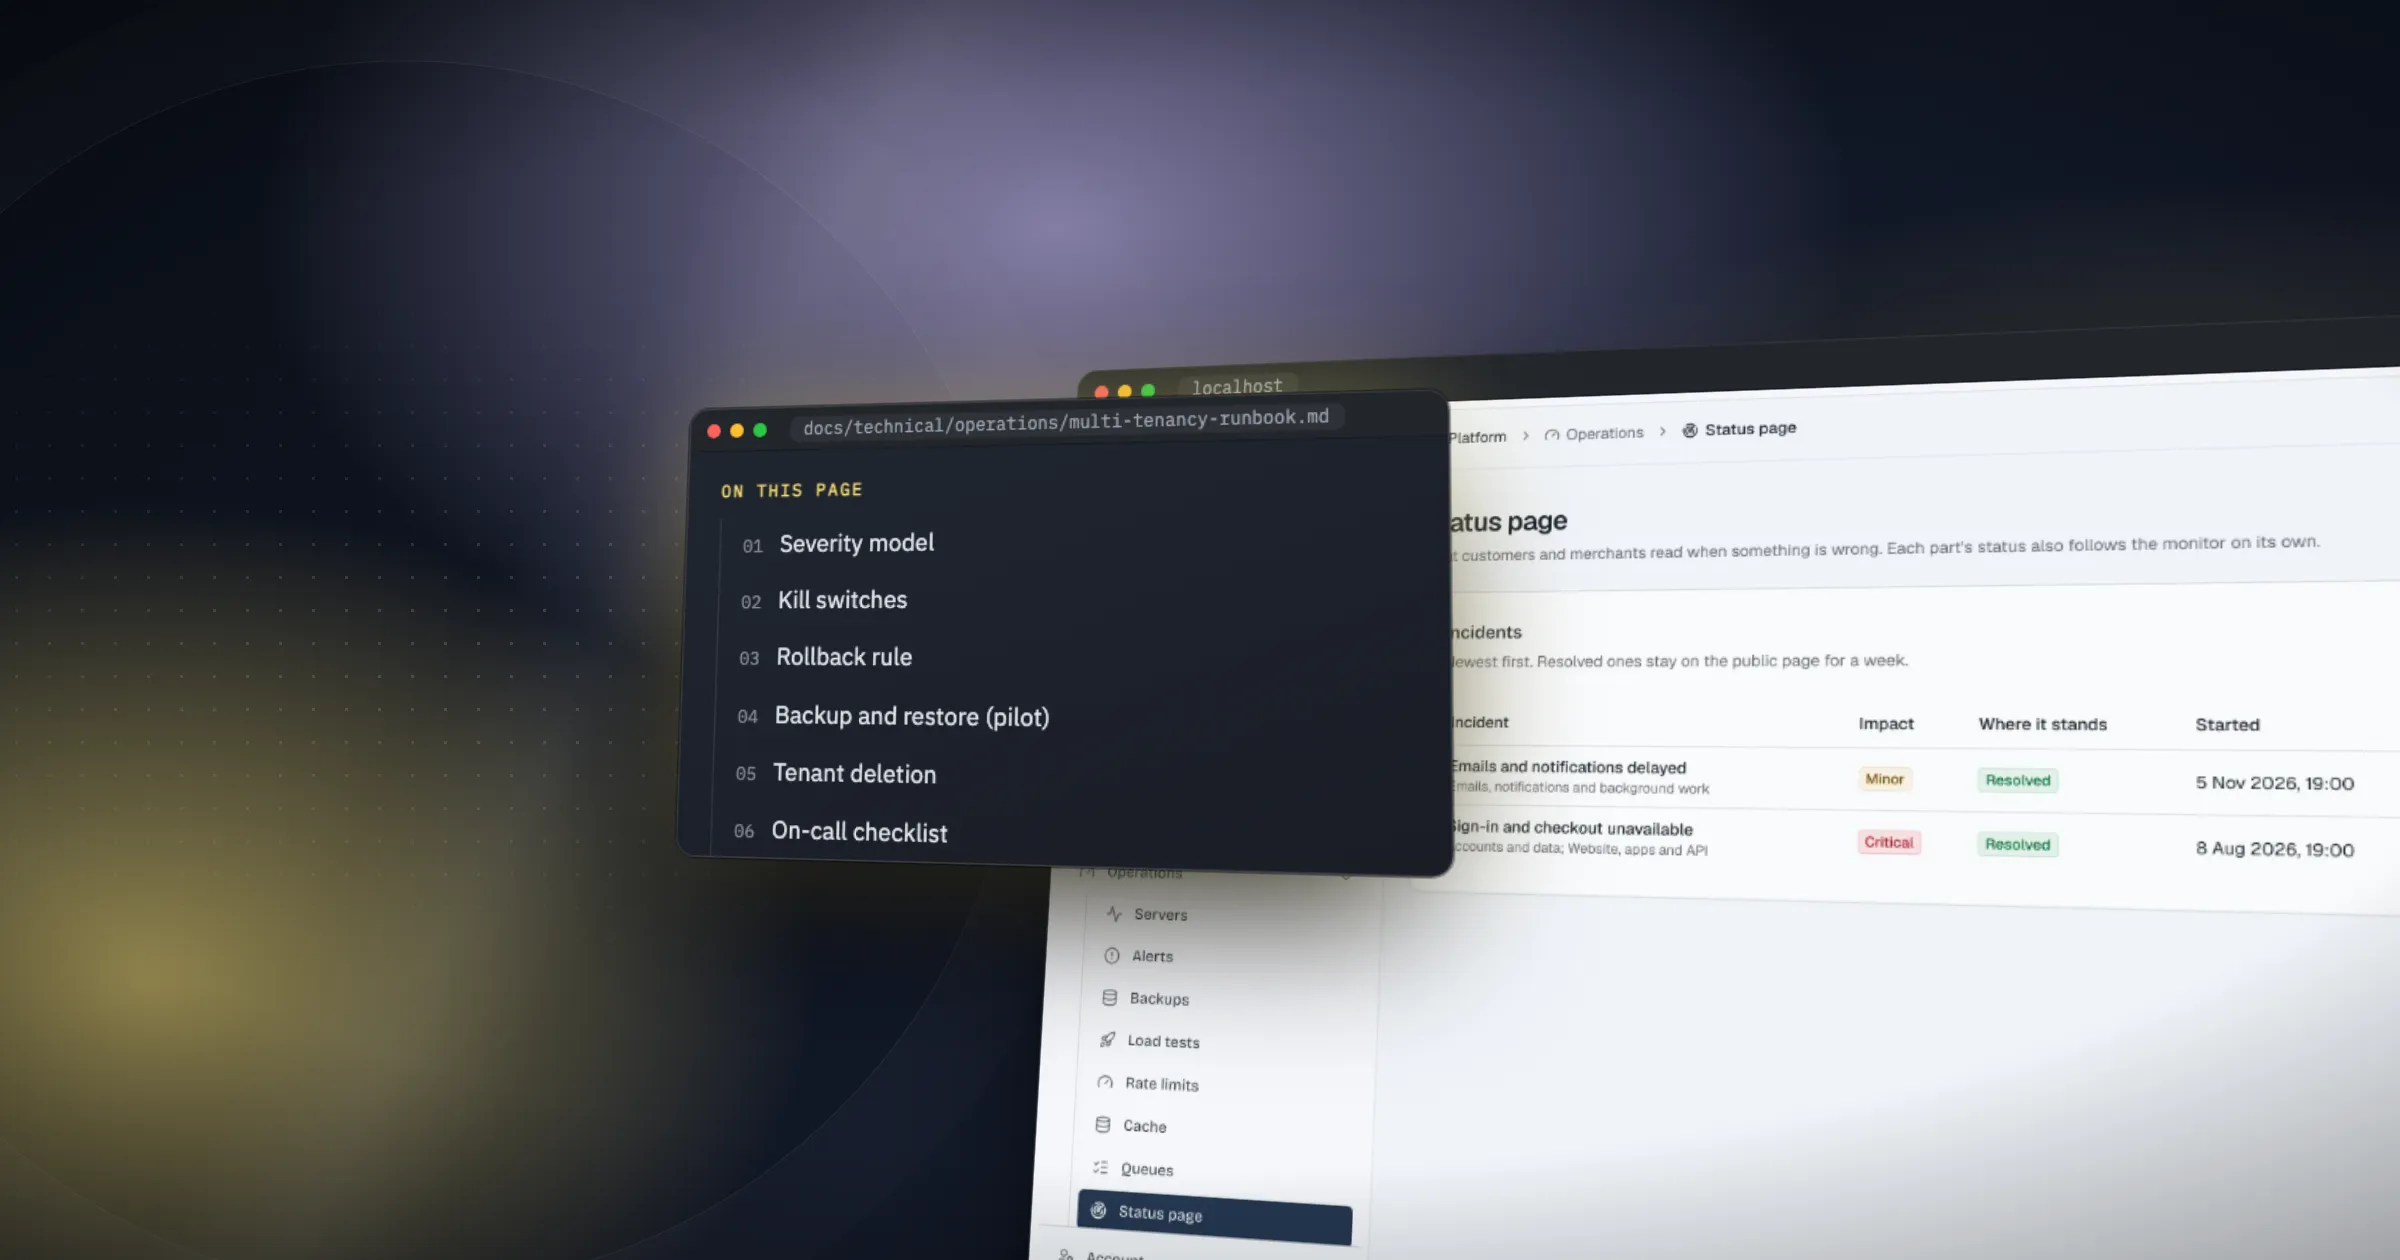 localhost
docs/technical/operations/multi-tenancy-runbook.md
ON THIS PAGE
01 Severity model
02 Kill switches
03 Rollback rule
04 Backup and restore (pilot)
05 Tenant deletion
06 On-call checklist
Platform > Operations > Status page
atus page
t customers and merchants read when something is wrong. Each part's status also follows the monitor on its own.
ncidents
ewest first. Resolved ones stay on the public page for a week.
Incident Impact Where it stands Started
Emails and notifications delayed
Emails, notifications and background work
Minor Resolved 5 Nov 2026, 19:00
Sign-in and checkout unavailable
ccounts and data; Website, apps and API
Critical Resolved 8 Aug 2026, 19:00
Operations
Servers
Alerts
Backups
Load tests
Rate limits
Cache
Queues
Status page
Account